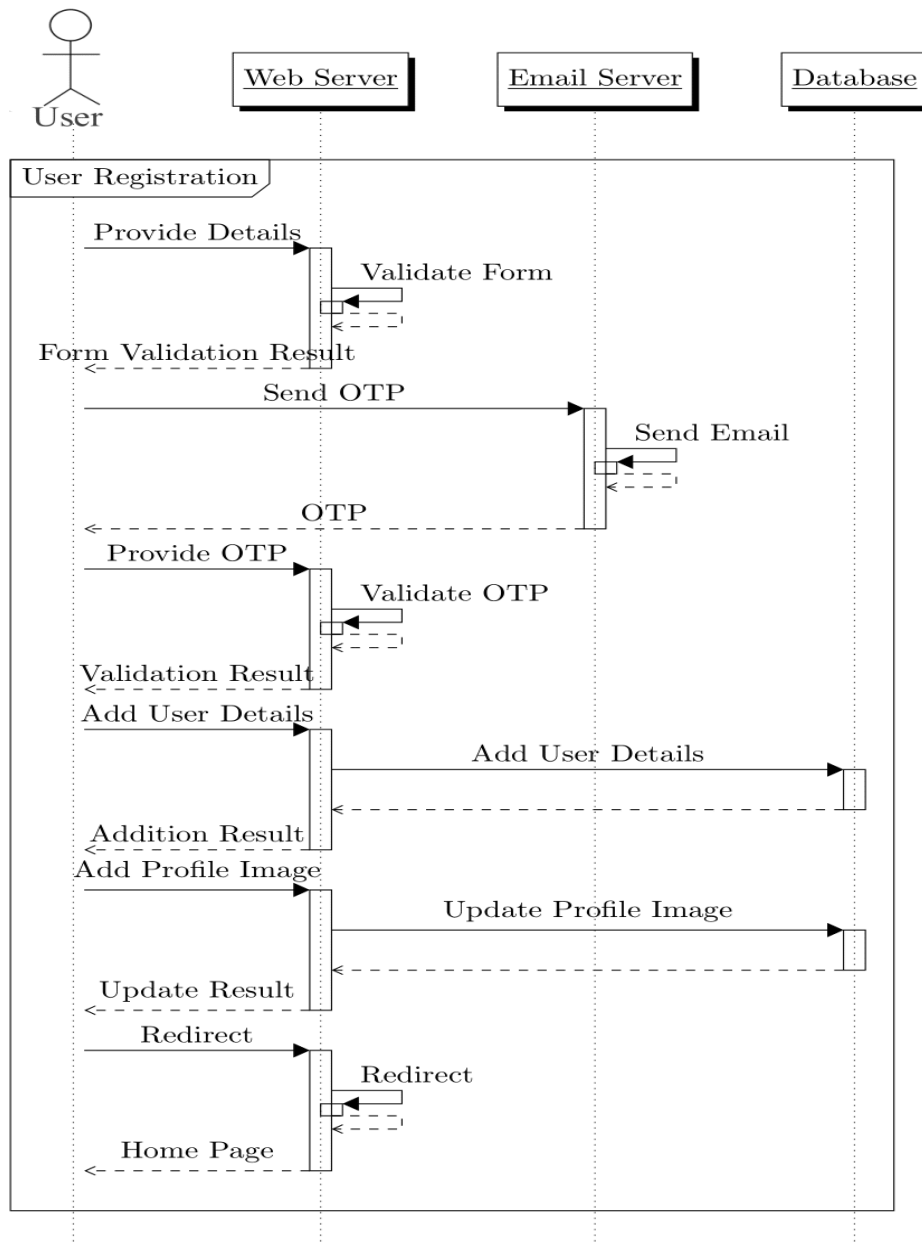 User
Web Server
Email Server
Database
User Registration
Provide Details
Validate Form
Form Validation Result
Send OTP
Send Email
OTP
Provide OTP
Validate OTP
Validation Result
Add User Details
Add User Details
Addition Result
Add Profile Image
Update Profile Image
Update Result
Redirect
Redirect
Home Page